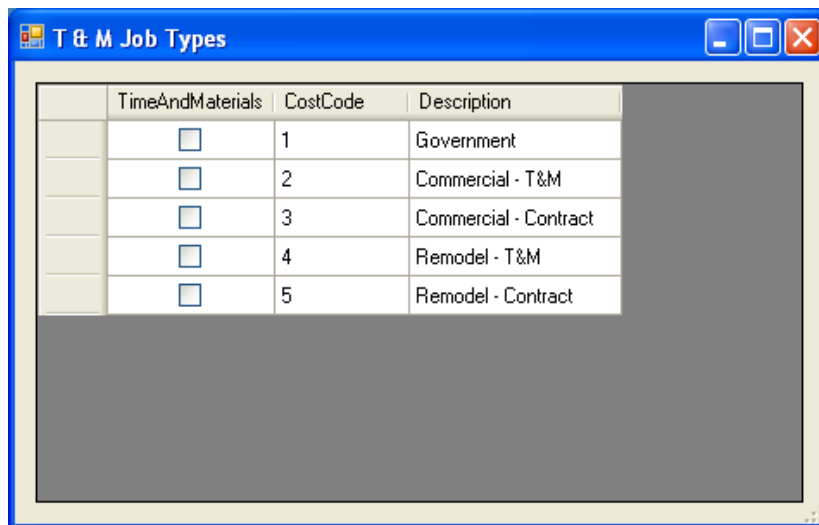 T & M Job Types
TimeAndMaterials CostCode Description
1 Government
2 Commercial - T&M
3 Commercial - Contract
4 Remodel - T&M
5 Remodel - Contract